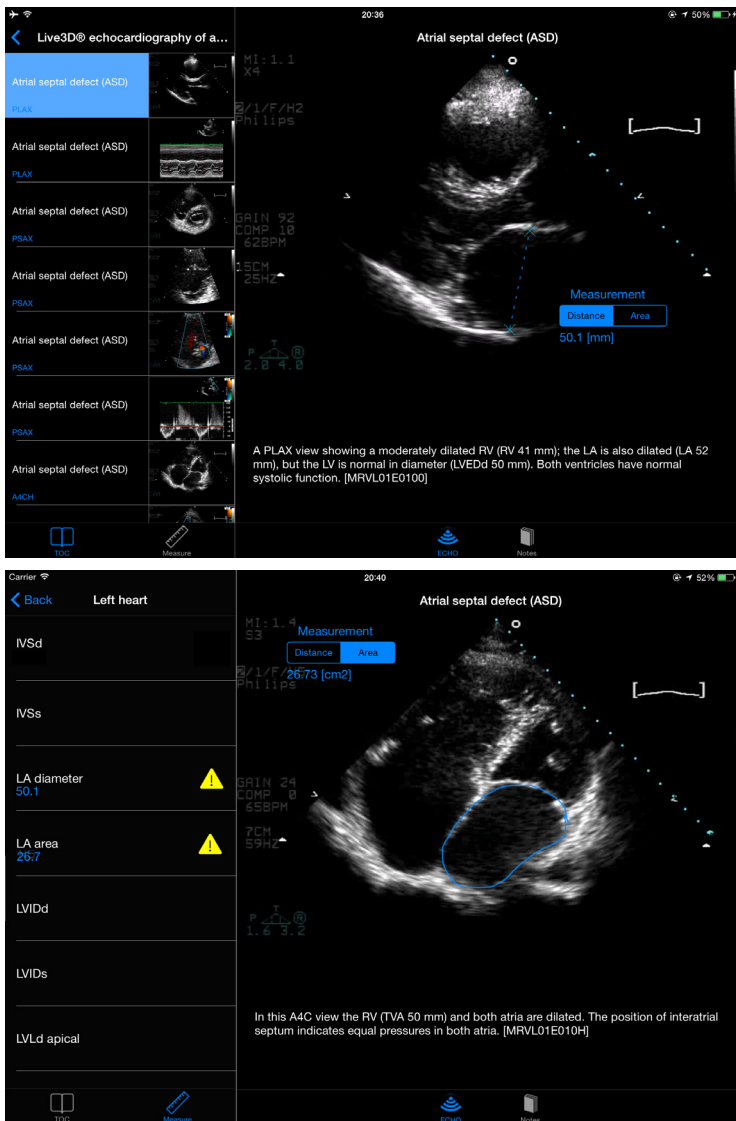 20:36
50%
Live3D® echocardiography of a...
Atrial septal defect (ASD)
Atrial septal defect (ASD)
PLAX
Atrial septal defect (ASD)
PLAX
Atrial septal defect (ASD)
PSAX
Atrial septal defect (ASD)
PSAX
Atrial septal defect (ASD)
PSAX
Atrial septal defect (ASD)
PSAX
Atrial septal defect (ASD)
A4CH
MI:1.1
X4
/1/F/H2
Philips
GAIN 92
COMP 10
62BPM
15CM
25HZ
P T R
2.0 4.0
Measurement
Distance Area
50.1 [mm]
A PLAX view showing a moderately dilated RV (RV 41 mm); the LA is also dilated (LA 52
mm), but the LV is normal in diameter (LVEDd 50 mm). Both ventricles have normal
systolic function. [MRVL01E0100]
TOC Measure ECHO Notes
Carrier 20:40 52%
Back Left heart Atrial septal defect (ASD)
IVSd
IVSs
LA diameter
50.1
LA area
26.7
LVIDd
LVIDs
LVLd apical
MI:1.4
S3
Measurement
Distance Area
26.73 [cm2]
/1/F/
Philips
GAIN 24
COMP 0
65BPM
7CM
59HZ
P T R
1.6 3.2
In this A4C view the RV (TVA 50 mm) and both atria are dilated. The position of interatrial
septum indicates equal pressures in both atria. [MRVL01E010H]
TOC Measure ECHO Notes